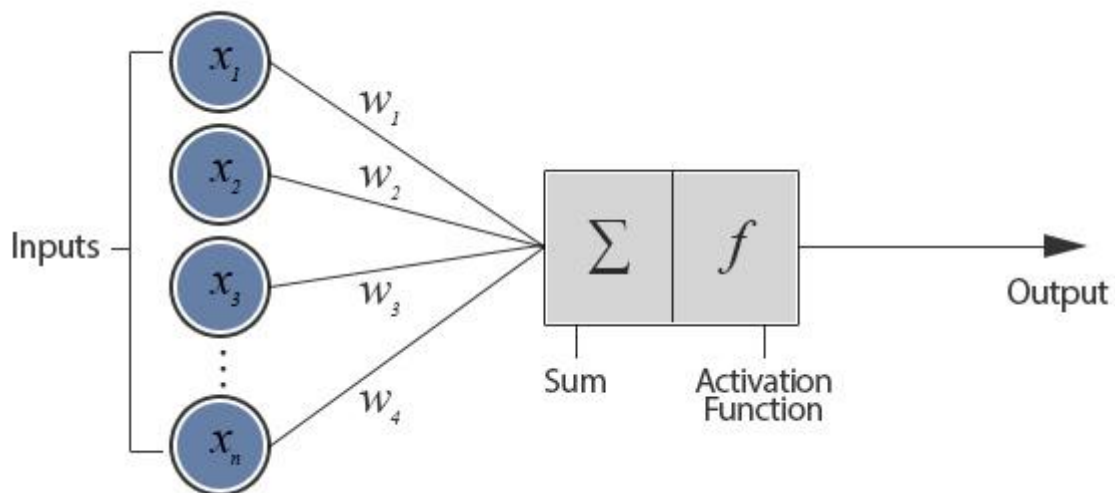 x₁
w₁
x₂
w₂
Inputs
x₃
w₃
∑
f
Output
Sum
Activation
Function
w₄
xₙ